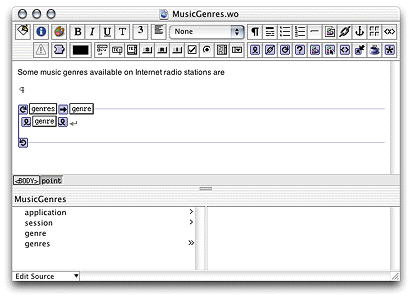 MusicGenres.wo
B I U T 3 None
Some music genres available on Internet radio stations are
genres genre
genre
<BODY> point
MusicGenres
application >
session >
genre
genres >>
Edit Source